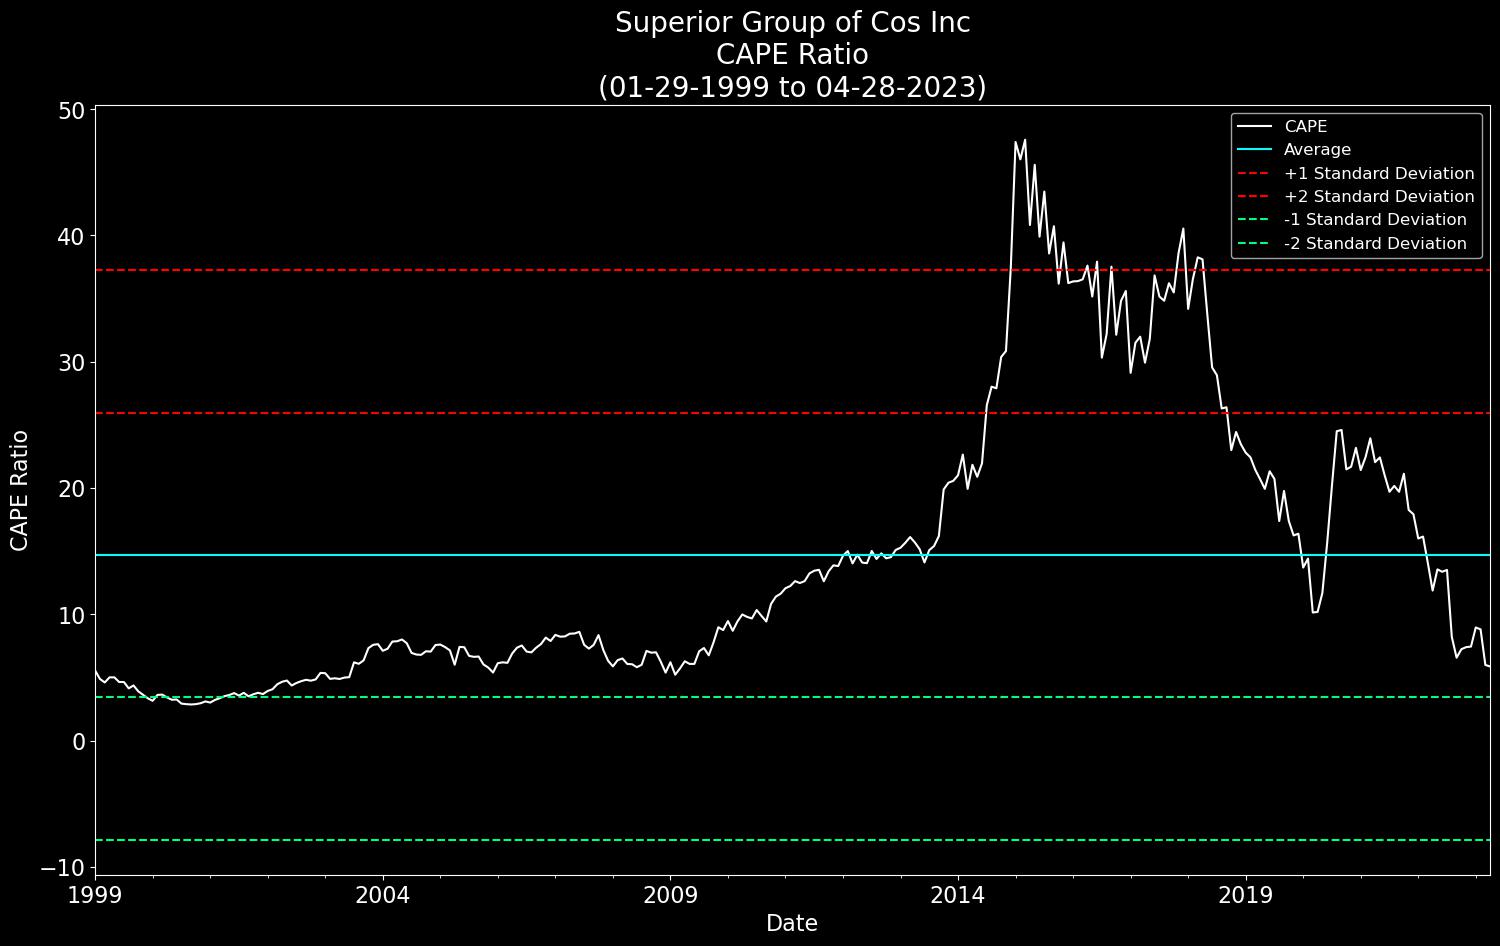 Superior Group of Cos Inc
CAPE Ratio
(01-29-1999 to 04-28-2023)
CAPE
Average
+1 Standard Deviation
+2 Standard Deviation
-1 Standard Deviation
-2 Standard Deviation
50
40
30
20
10
0
−10
CAPE Ratio
1999 2004 2009 2014 2019
Date